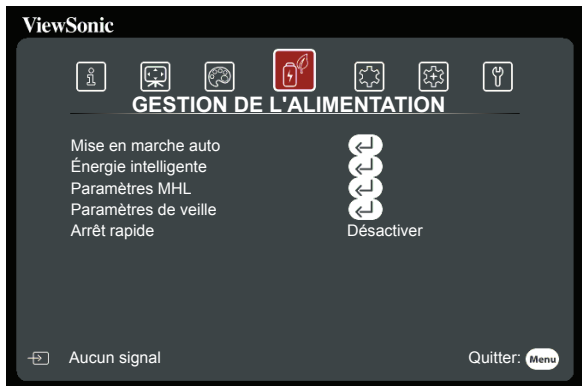 ViewSonic
GESTION DE L'ALIMENTATION
Mise en marche auto
Énergie intelligente
Paramètres MHL
Paramètres de veille
Arrêt rapide Désactiver
Aucun signal Quitter: Menu